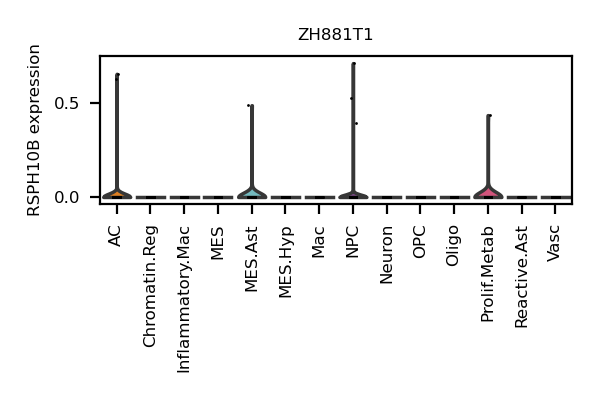 ZH881T1
RSPH10B expression
0.5
0.0
AC
Chromatin.Reg
Inflammatory.Mac
MES
MES.Ast
MES.Hyp
Mac
NPC
Neuron
OPC
Oligo
Prolif.Metab
Reactive.Ast
Vasc